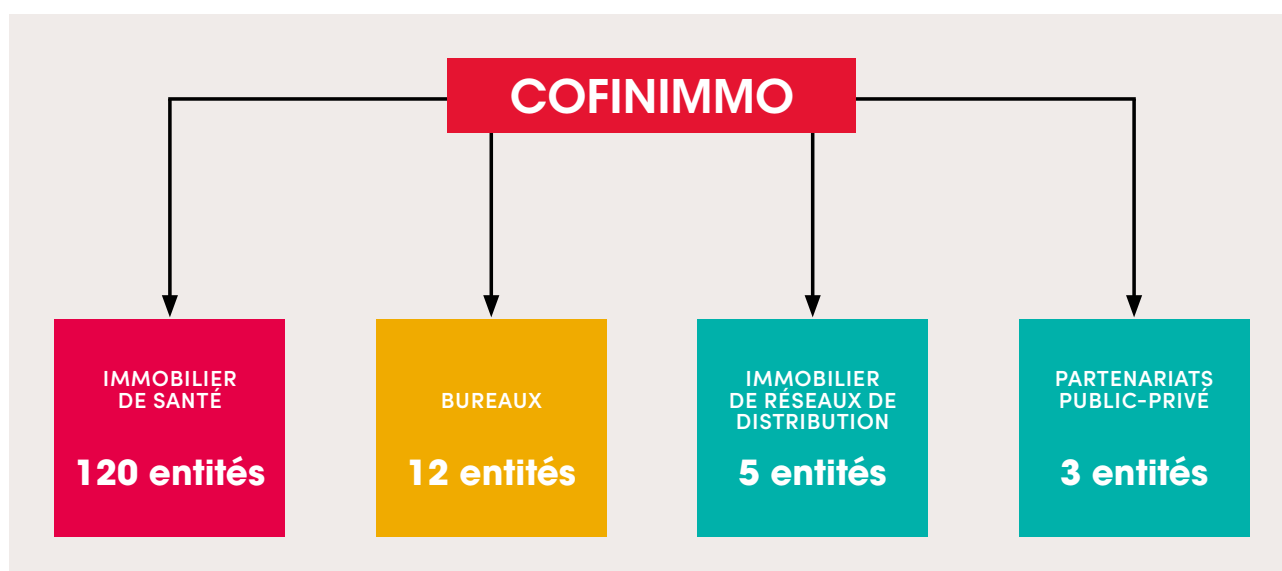 COFINIMMO
IMMOBILIER
DE SANTÉ
120 entités
BUREAUX
12 entités
IMMOBILIER
DE RÉSEAUX DE
DISTRIBUTION
5 entités
PARTENARIATS
PUBLIC-PRIVÉ
3 entités